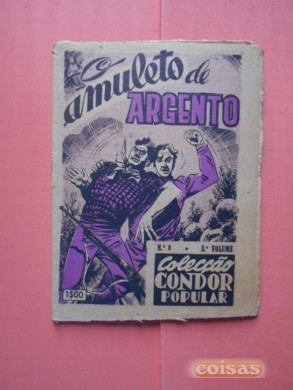 O
amuleto de
ARGENTO
N.º 8 • 1.º VOLUME
Colecção
CONDOR
POPULAR
1$00
coisas